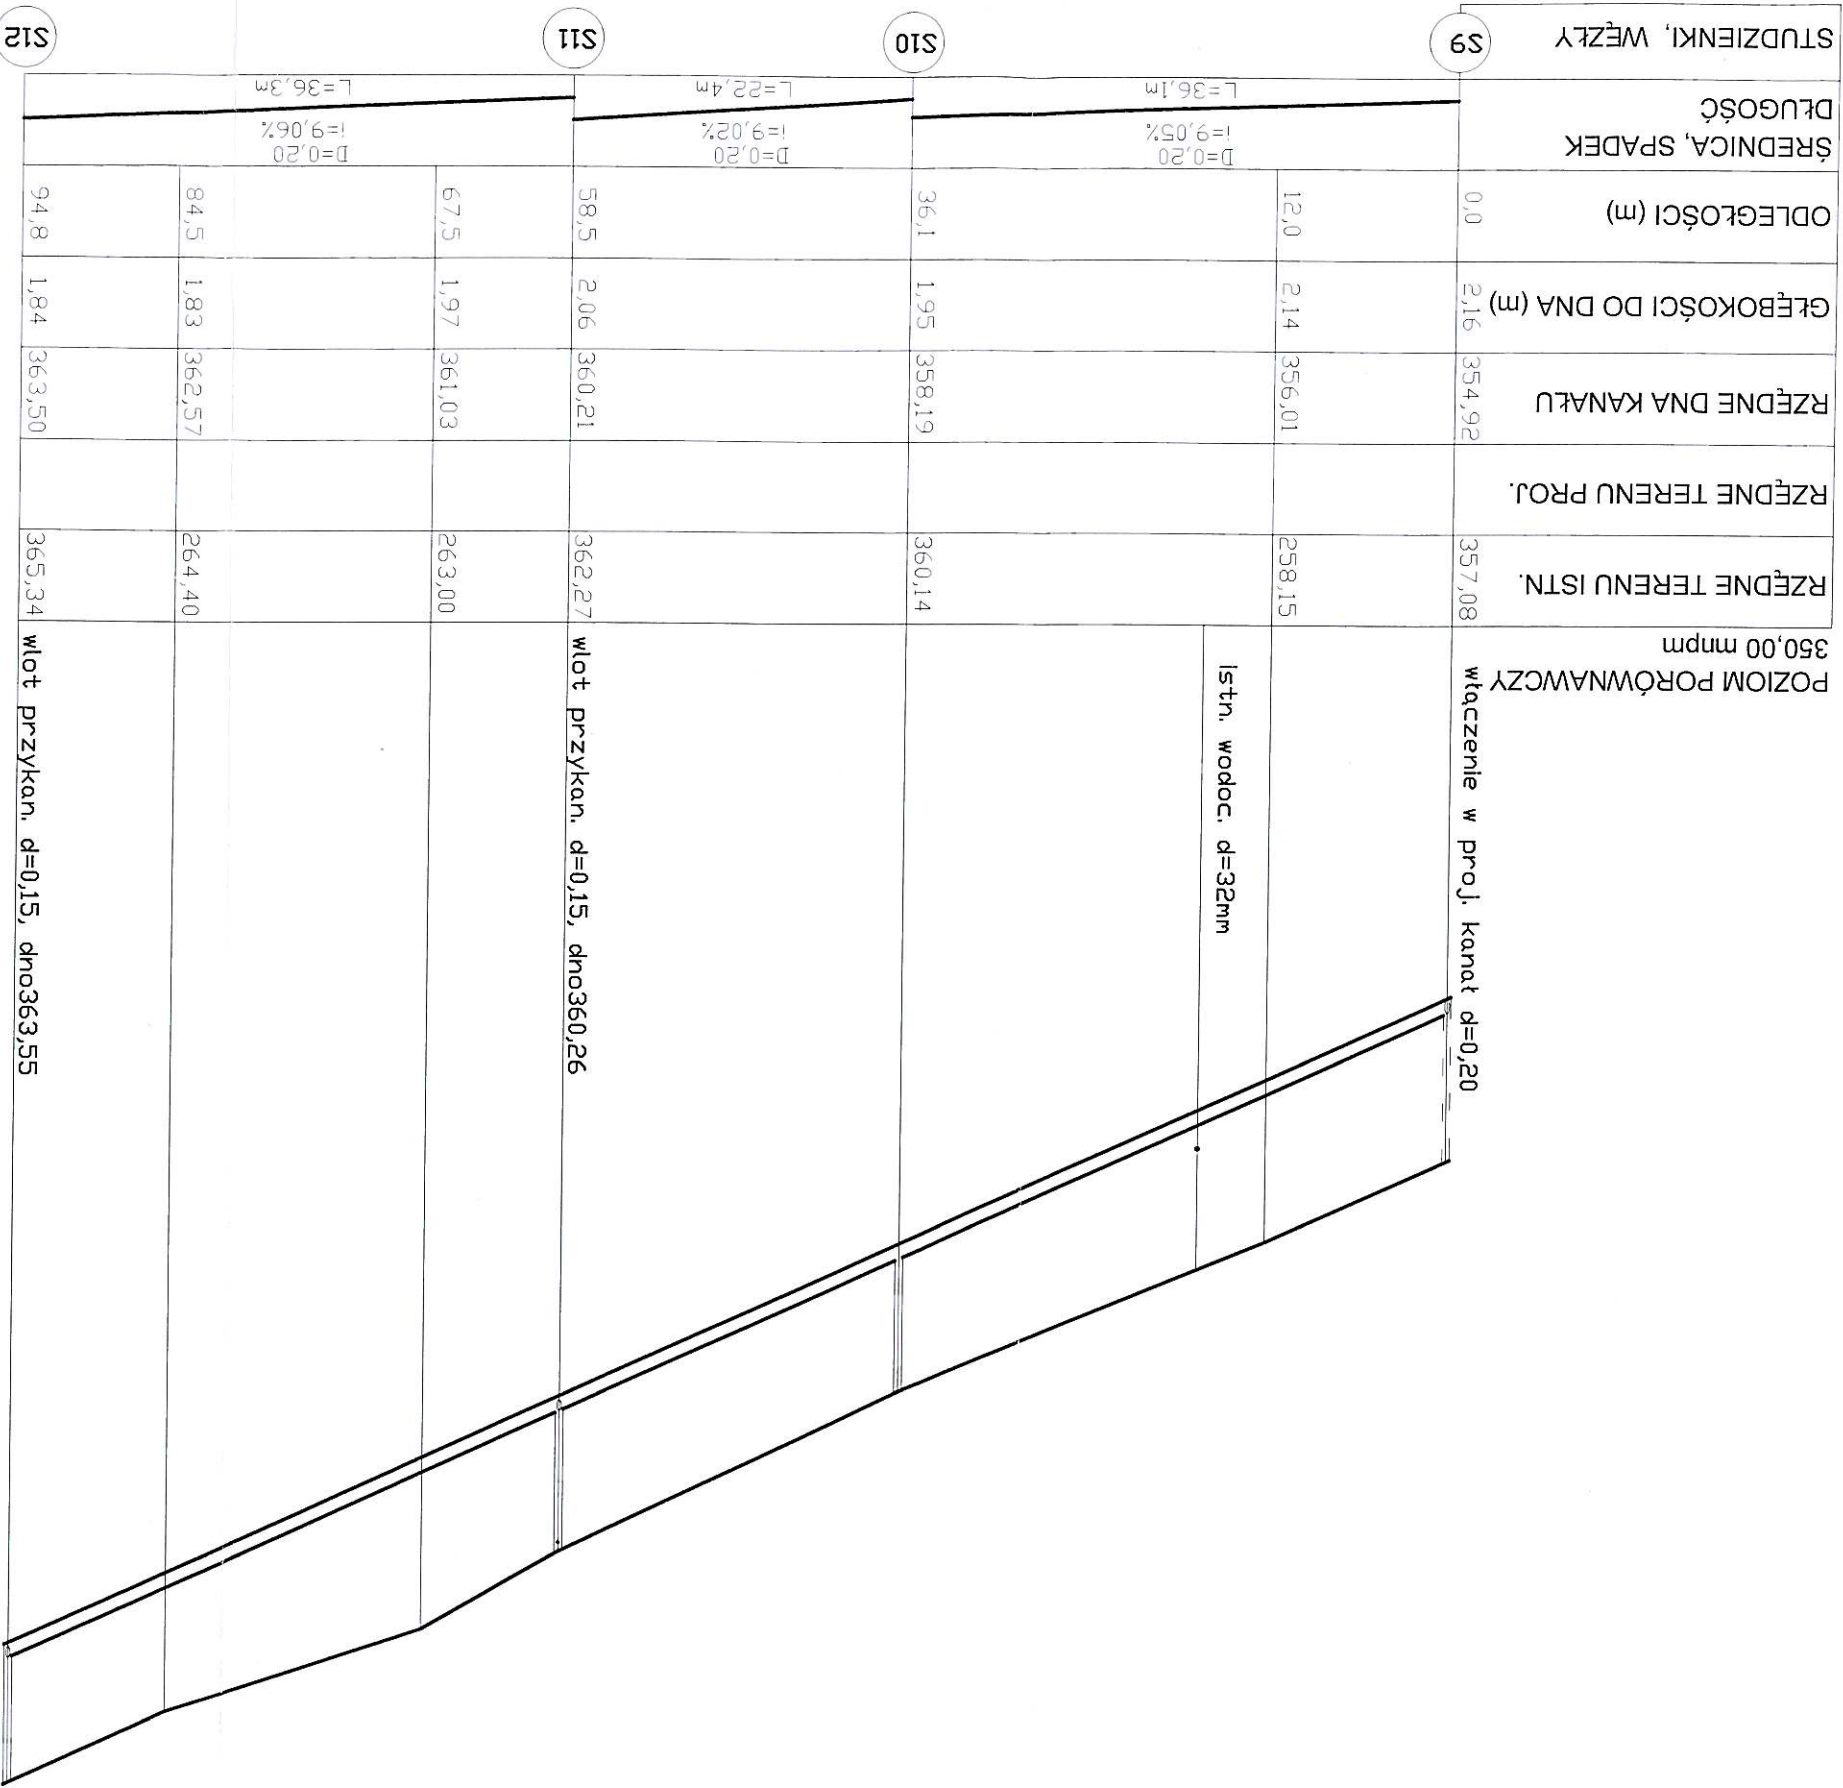 włączenie w proj. kanał d=0,20
Istn. wodoc. d=32mm
wlot przykan. d=0,15, dno360,26
wlot przykan. d=0,15, dno363,55
POZIOM PORÓWNAWCZY
350,00 mnpm
RZĘDNE TERENU ISTN.
357,08
258,15
360,14
362,27
263,00
264,40
365,34
RZĘDNE TERENU PROJ.
RZĘDNE DNA KANAŁU
354,92
356,01
358,19
360,21
361,03
362,57
363,50
GŁĘBOKOŚCI DO DNA (m)
2,16
2,14
1,95
2,06
1,97
1,83
1,84
ODLEGŁOŚCI (m)
0,0
12,0
36,1
58,5
67,5
84,5
94,8
ŚREDNICA, SPADEK
DŁUGOŚĆ
D=0,20
i=9,05%
L=36,1m
D=0,20
i=9,02%
L=22,4m
D=0,20
i=9,06%
L=36,3m
STUDZIENKI, WĘZŁY
S9
S10
S11
S12